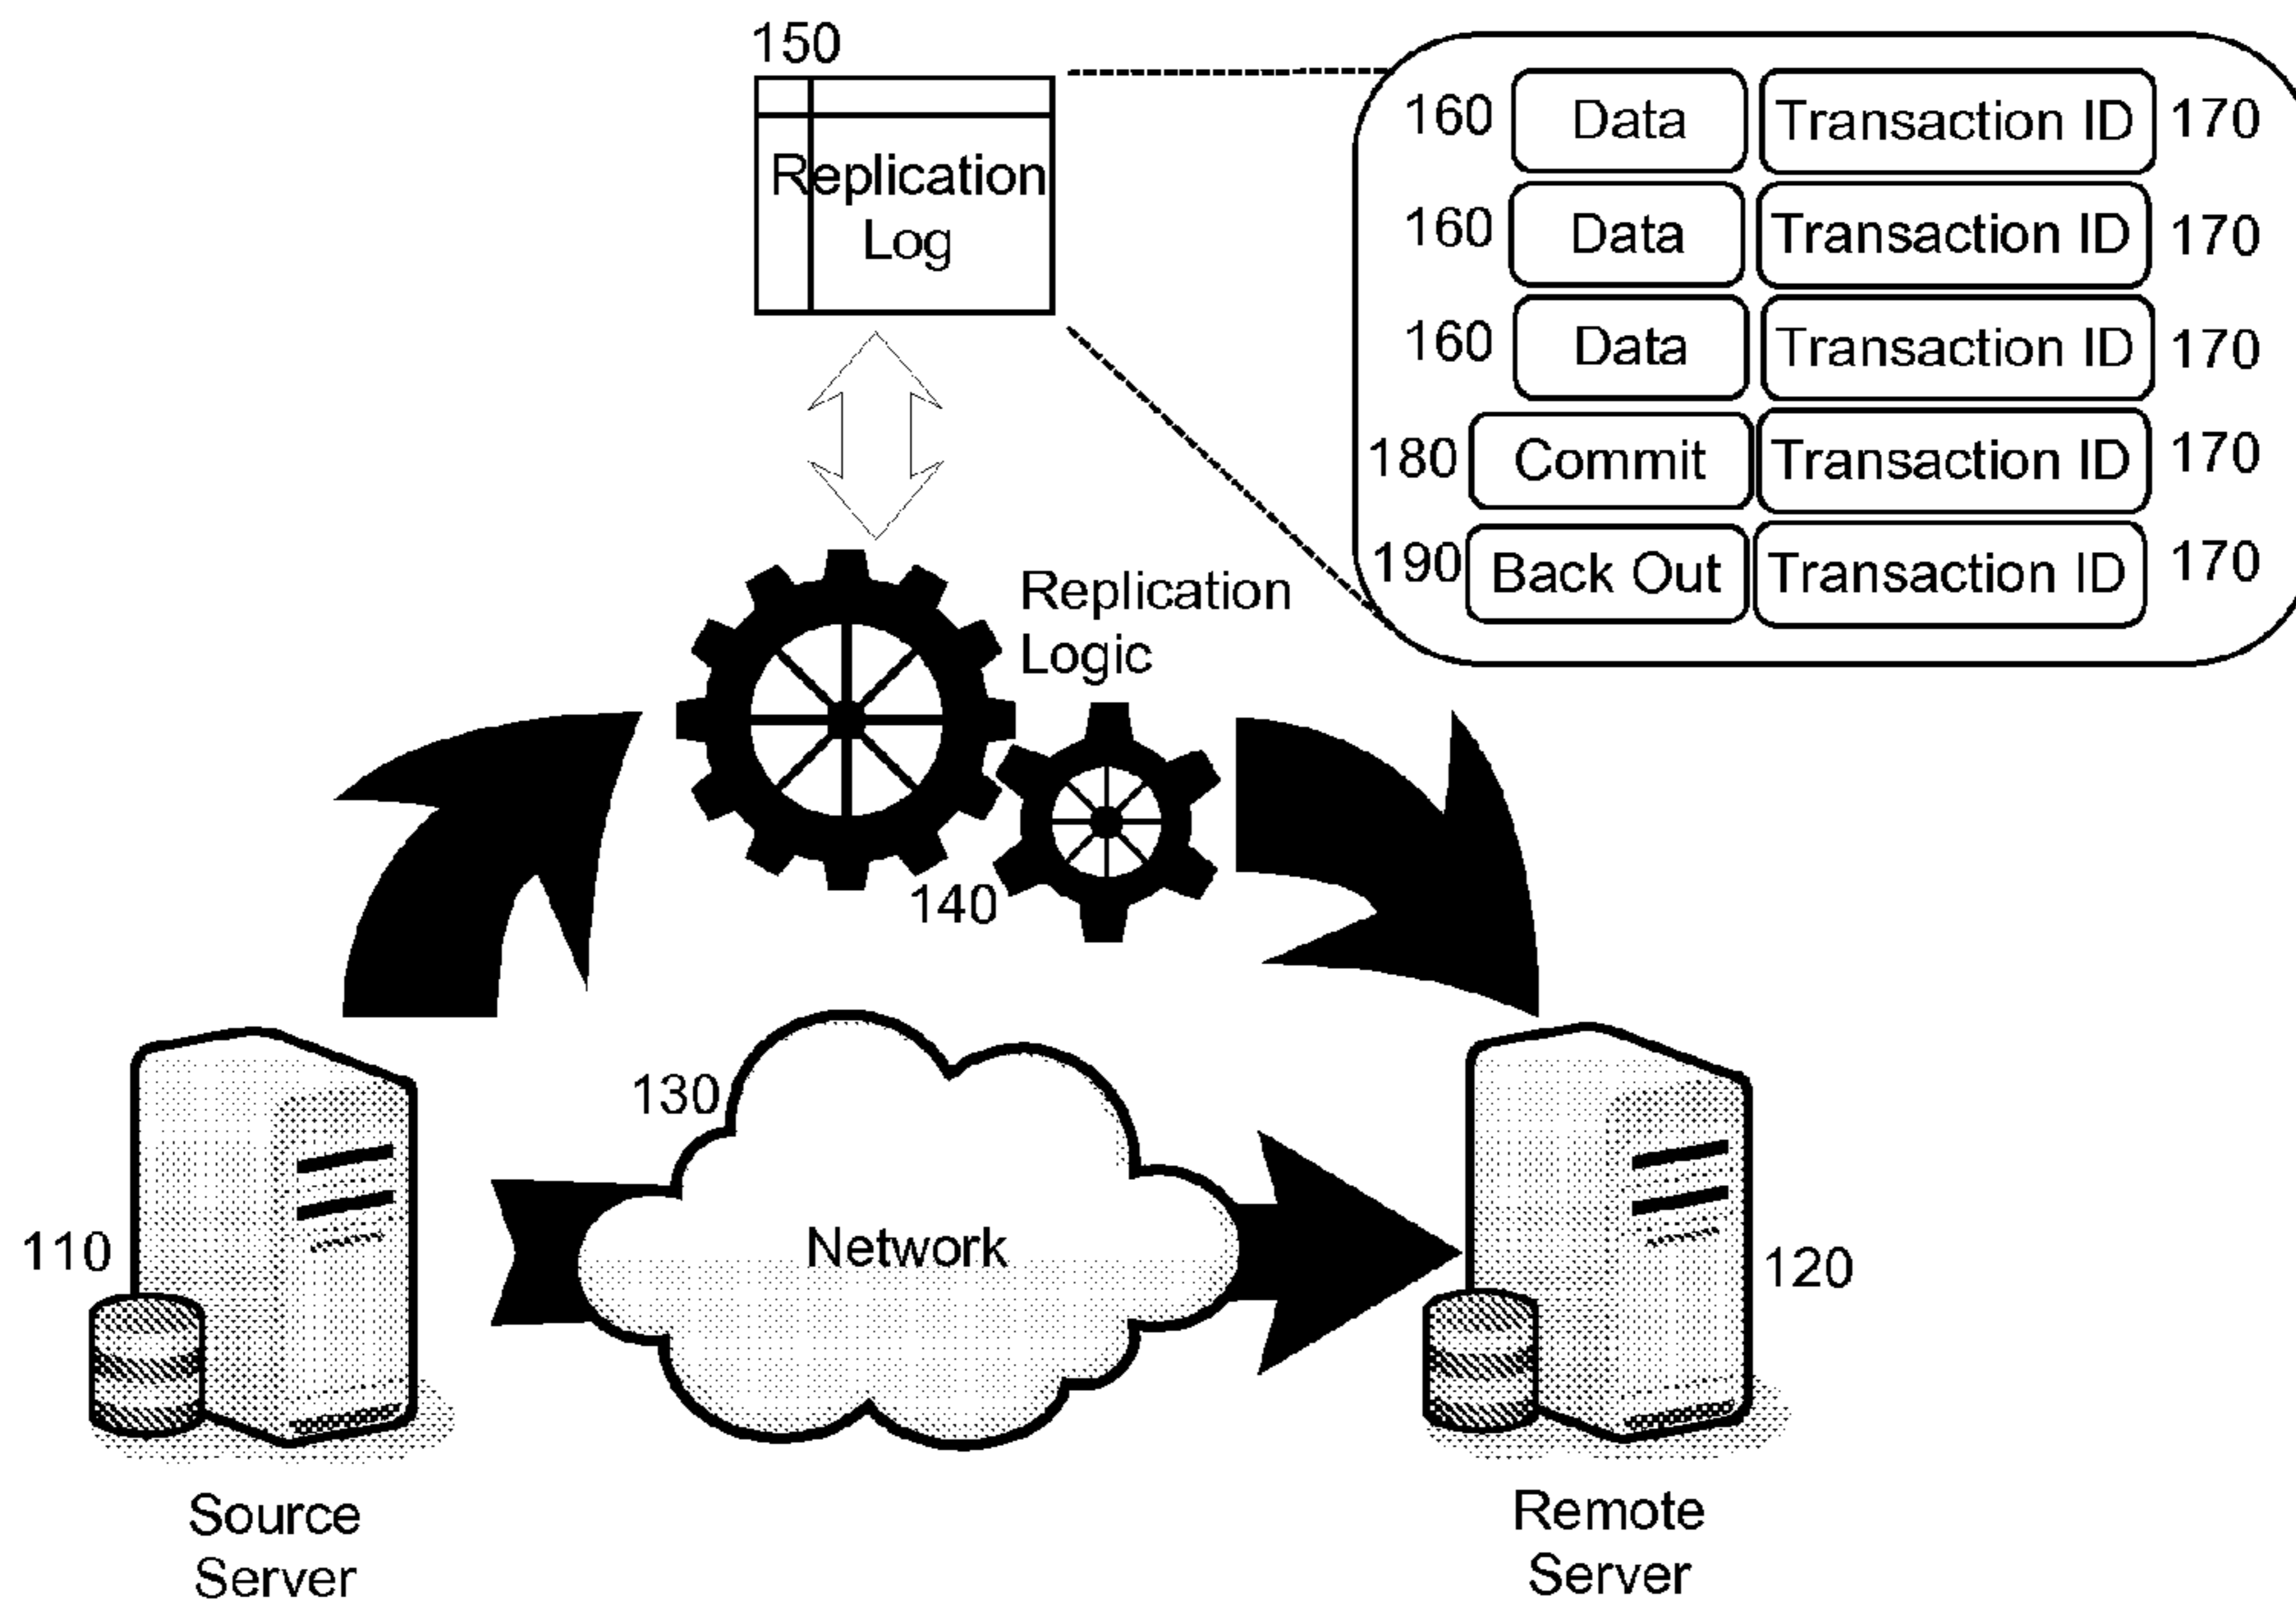 150
Replication
Log
160 Data Transaction ID 170
160 Data Transaction ID 170
160 Data Transaction ID 170
180 Commit Transaction ID 170
190 Back Out Transaction ID 170
Replication
Logic
140
130
Network
110
120
Source
Server
Remote
Server